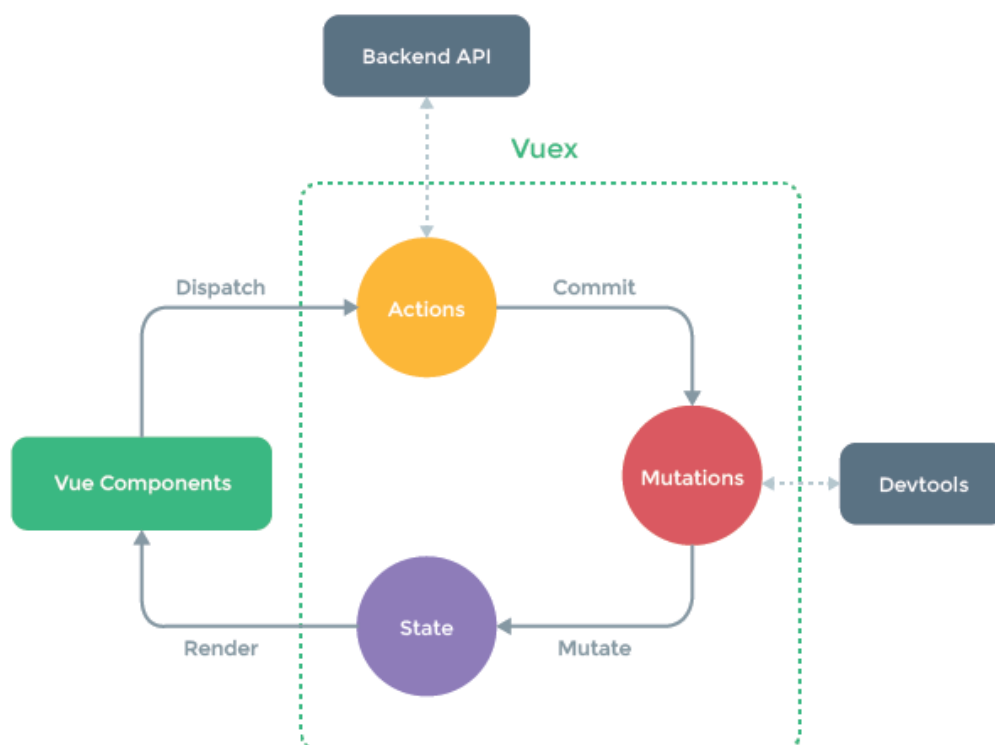 Backend API
Vuex
Dispatch
Commit
Actions
Mutations
Vue Components
Devtools
State
Render
Mutate